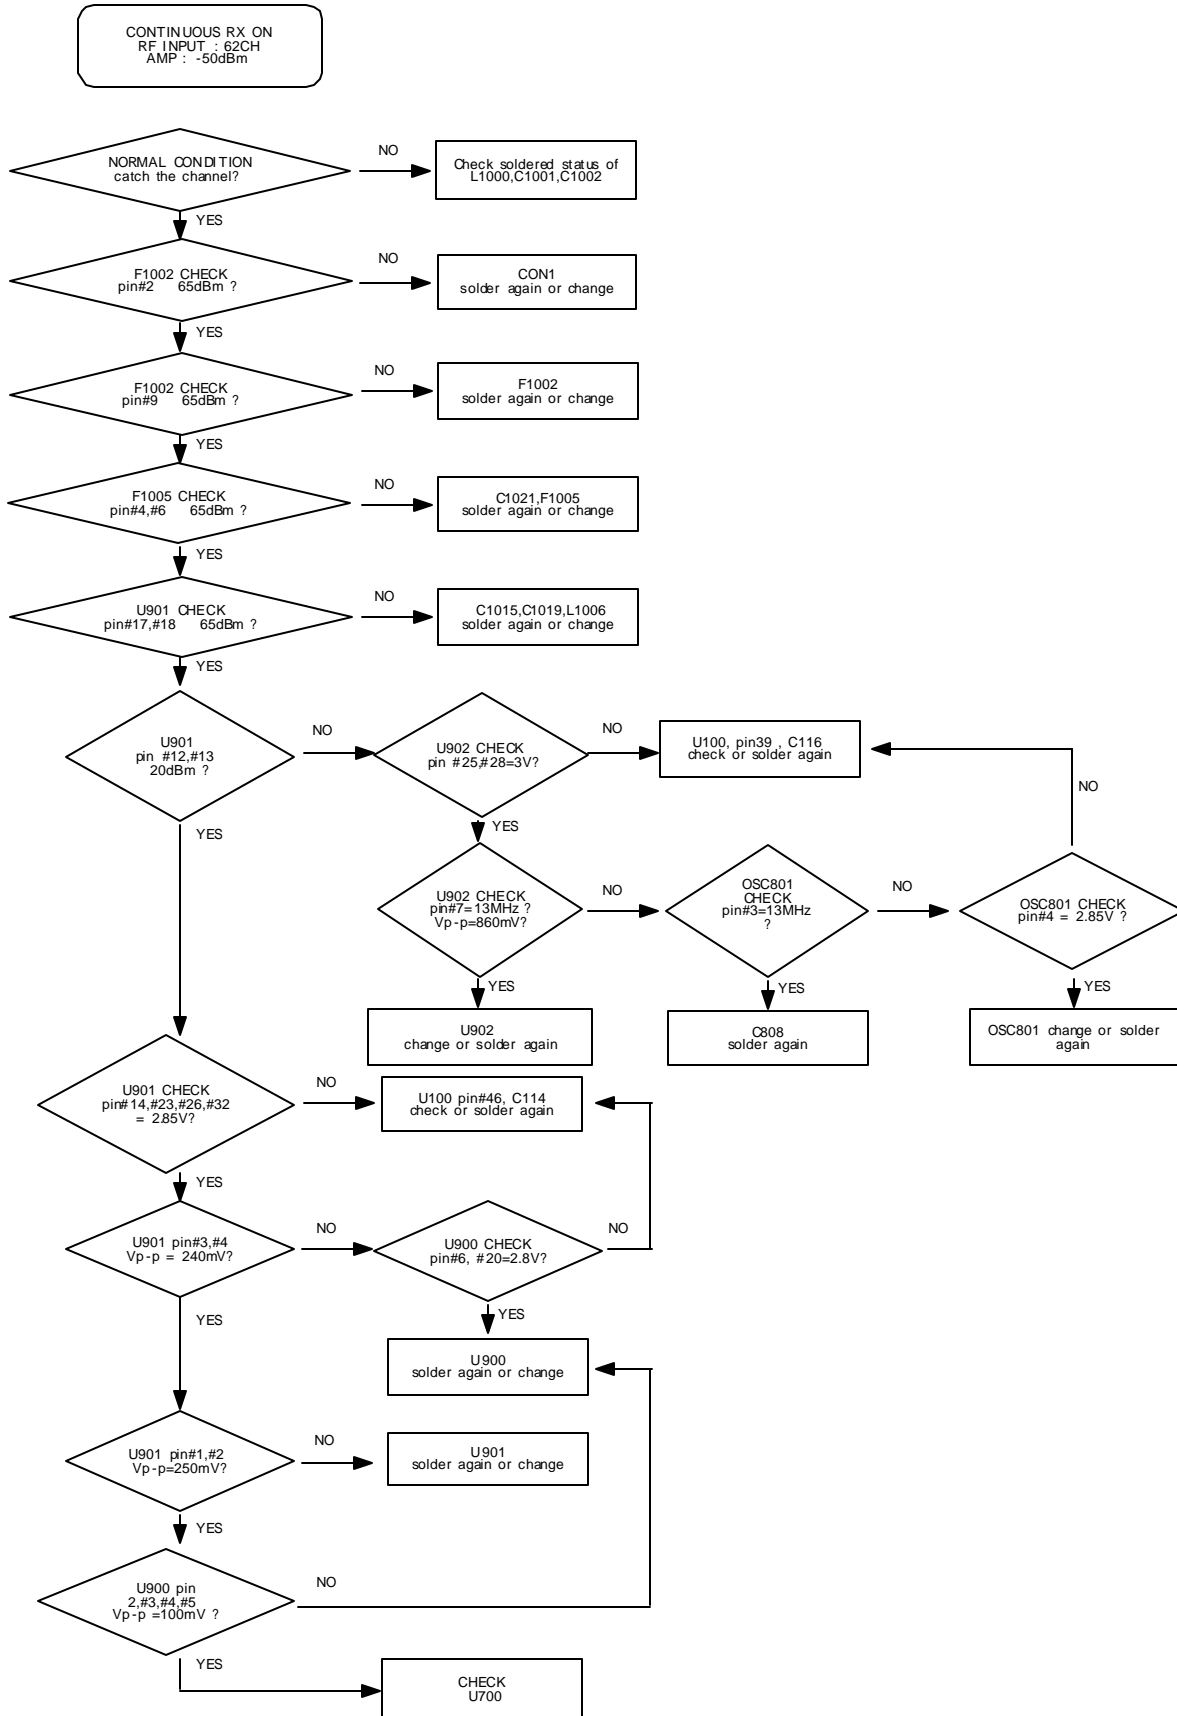 CONTINUOUS RX ON
RF INPUT : 62CH
AMP : -50dBm
NORMAL CONDITION
catch the channel?
NO
Check soldered status of
L1000,C1001,C1002
YES
F1002 CHECK
pin#2 65dBm ?
NO
CON1
solder again or change
YES
F1002 CHECK
pin#9 65dBm ?
NO
F1002
solder again or change
YES
F1005 CHECK
pin#4,#6 65dBm ?
NO
C1021,F1005
solder again or change
YES
U901 CHECK
pin#17,#18 65dBm ?
NO
C1015,C1019,L1006
solder again or change
YES
U901
pin #12,#13
20dBm ?
NO
U902 CHECK
pin #25,#28=3V?
NO
U100, pin39 , C116
check or solder again
NO
YES
YES
U902 CHECK
pin#7=13MHz ?
Vp-p=860mV?
NO
OSC801
CHECK
pin#3=13MHz
?
NO
OSC801 CHECK
pin#4 = 2.85V ?
YES
YES
YES
U902
change or solder again
C808
solder again
OSC801 change or solder
again
U901 CHECK
pin#14,#23,#26,#32
= 2.85V?
NO
U100 pin#46, C114
check or solder again
YES
U901 pin#3,#4
Vp-p = 240mV?
NO
U900 CHECK
pin#6, #20=2.8V?
NO
YES
YES
U900
solder again or change
U901 pin#1,#2
Vp-p=250mV?
NO
U901
solder again or change
YES
U900 pin
2,#3,#4,#5
Vp-p =100mV ?
NO
YES
CHECK
U700